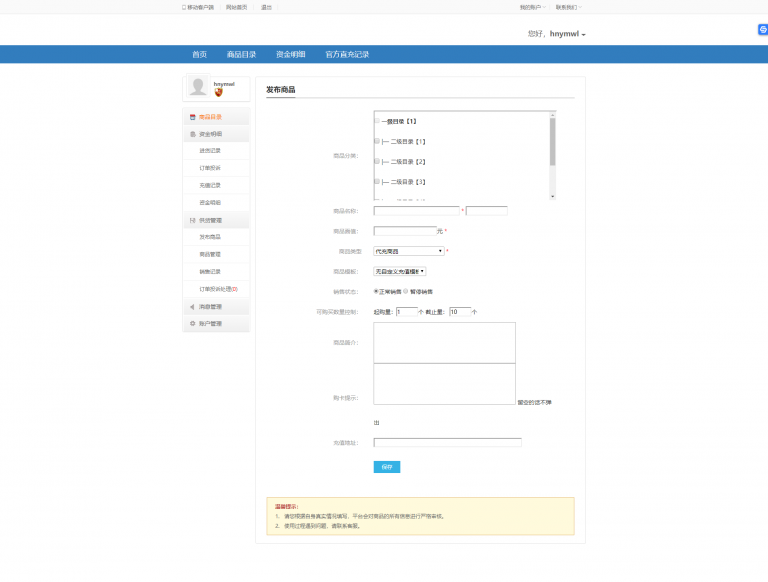 移动客户端 网站首页 退出 我的账户 联系我们
您好，hnymwl
首页 商品目录 资金明细 官方直充记录
hnymwl
商品目录
资金明细
进货记录
订单投诉
充值记录
资金明细
供货管理
发布商品
商品管理
销售记录
订单投诉处理(0)
消息管理
账户管理
发布商品
商品分类：
一级目录【1】
|--- 二级目录【1】
|--- 二级目录【2】
|--- 二级目录【3】
商品名称： *
商品面值： 元 *
商品类型 代充商品 *
商品模板： 无自定义充值模板
销售状态： 正常销售 暂停销售
可购买数量控制： 起购量： 1 个 截止量： 10 个
商品简介：
购卡提示： 留空的话不弹
出
充值地址：
保存
温馨提示：
1、 请您根据自身真实情况填写，平台会对商品的所有信息进行严格审核。
2、 使用过程遇到问题，请联系客服。